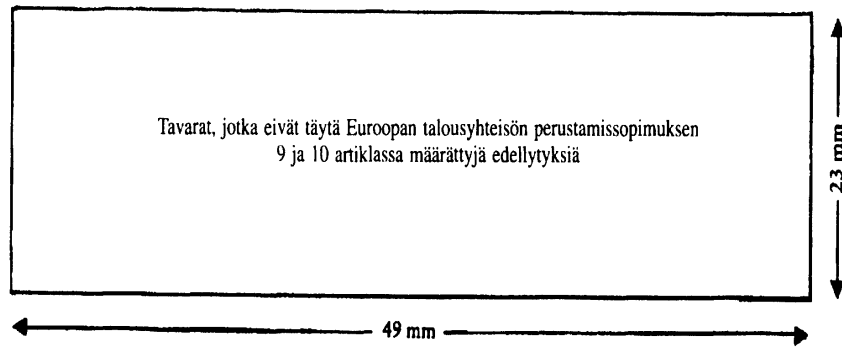 Tavarat, jotka eivät täytä Euroopan talousyhteisön perustamissopimuksen
9 ja 10 artiklassa määrättyjä edellytyksiä
23 mm
49 mm